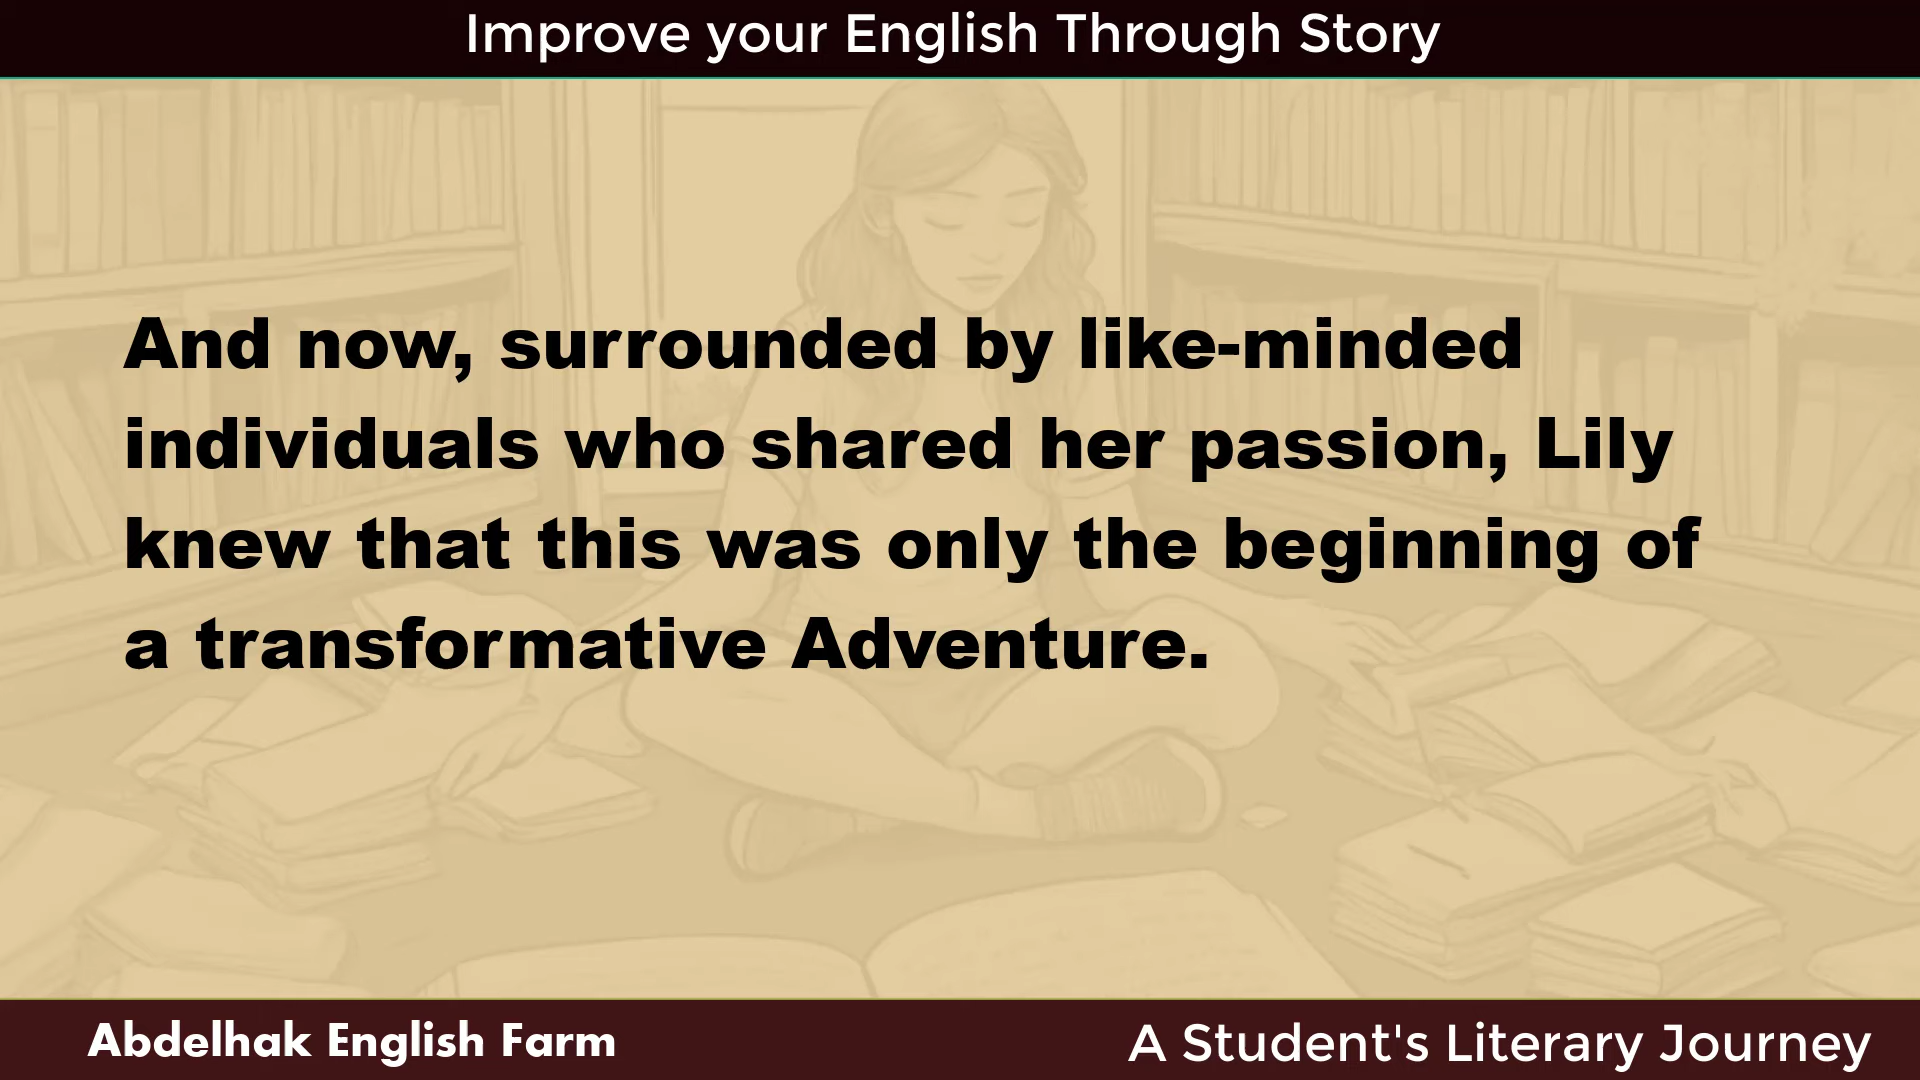 Improve your English Through Story
And now, surrounded by like-minded
individuals who shared her passion, Lily
knew that this was only the beginning of
a transformative Adventure.
Abdelhak English Farm
A Student's Literary Journey